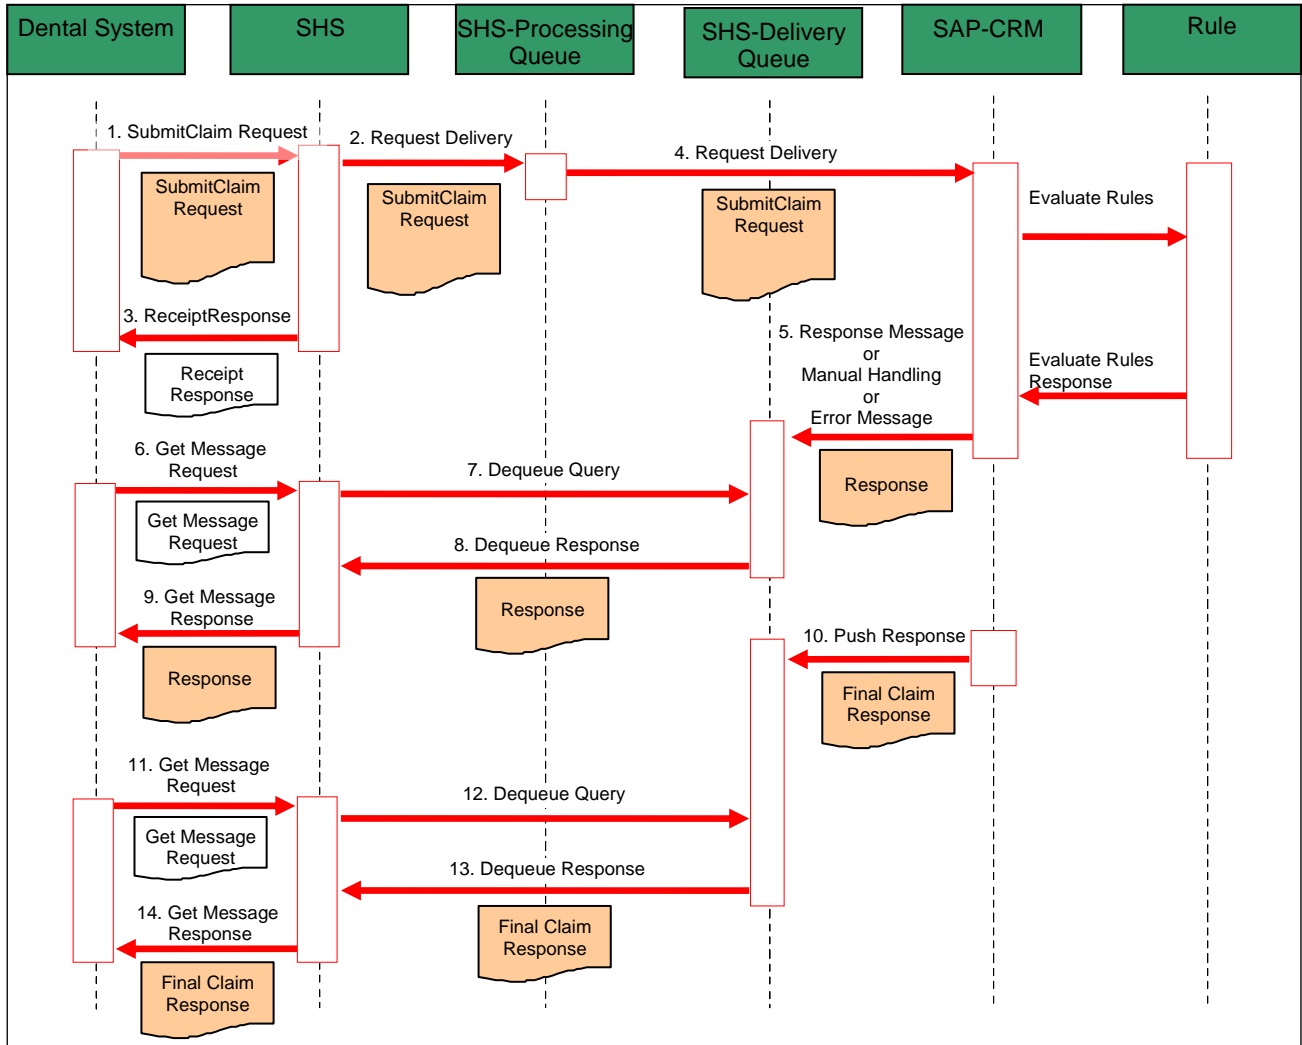 Dental System
SHS
SHS-Processing
Queue
SHS-Delivery
Queue
SAP-CRM
Rule
1. SubmitClaim Request
2. Request Delivery
4. Request Delivery
SubmitClaim
Request
SubmitClaim
Request
SubmitClaim
Request
Evaluate Rules
3. ReceiptResponse
Receipt
Response
5. Response Message
or
Manual Handling
or
Error Message
Evaluate Rules
Response
6. Get Message
Request
7. Dequeue Query
Response
Get Message
Request
8. Dequeue Response
Response
9. Get Message
Response
Response
10. Push Response
Final Claim
Response
11. Get Message
Request
12. Dequeue Query
Get Message
Request
13. Dequeue Response
Final Claim
Response
14. Get Message
Response
Final Claim
Response